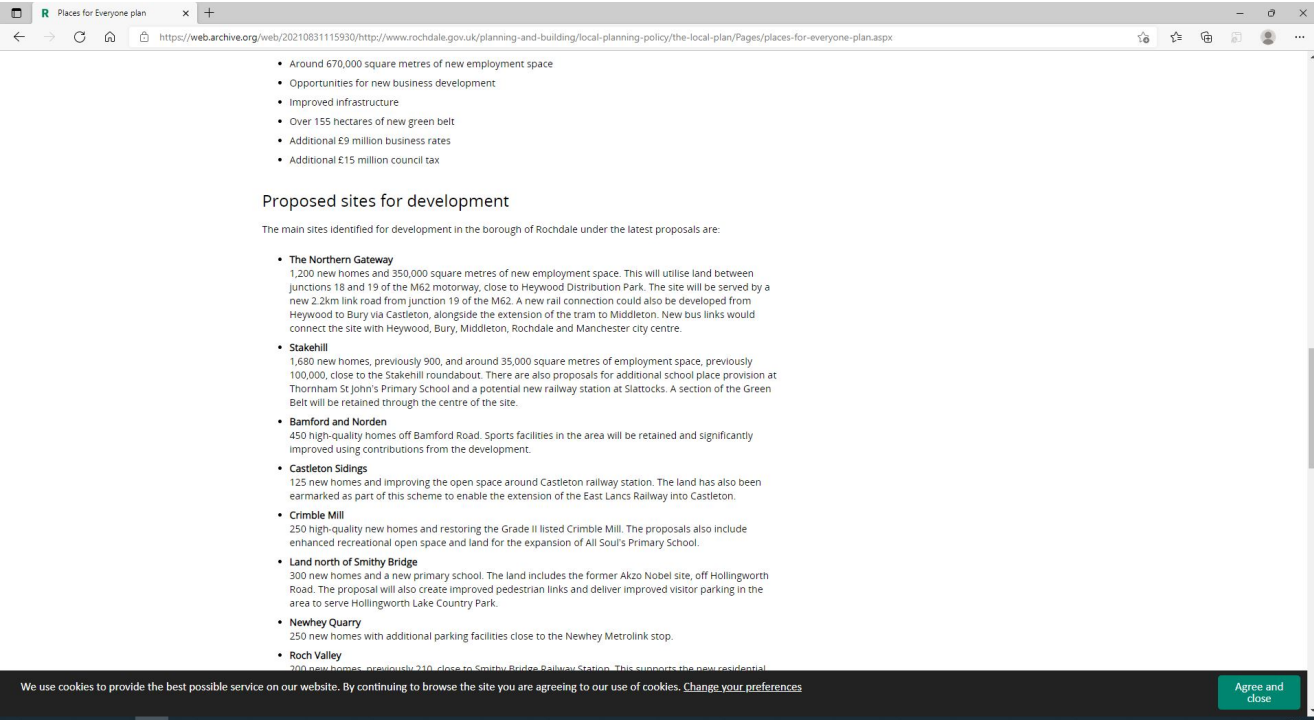 R Places for Everyone plan
https://web.archive.org/web/20210831115930/http://www.rochdale.gov.uk/planning-and-building/local-planning-policy/the-local-plan/Pages/places-for-everyone-plan.aspx
• Around 670,000 square metres of new employment space
• Opportunities for new business development
• Improved infrastructure
• Over 155 hectares of new green belt
• Additional £9 million business rates
• Additional £15 million council tax
Proposed sites for development
The main sites identified for development in the borough of Rochdale under the latest proposals are:
• The Northern Gateway
1,200 new homes and 350,000 square metres of new employment space. This will utilise land between
junctions 18 and 19 of the M62 motorway, close to Heywood Distribution Park. The site will be served by a
new 2.2km link road from junction 19 of the M62. A new rail connection could also be developed from
Heywood to Bury via Castleton, alongside the extension of the tram to Middleton. New bus links would
connect the site with Heywood, Bury, Middleton, Rochdale and Manchester city centre.
• Stakehill
1,680 new homes, previously 900, and around 35,000 square metres of employment space, previously
100,000, close to the Stakehill roundabout. There are also proposals for additional school place provision at
Thornham St John's Primary School and a potential new railway station at Slattocks. A section of the Green
Belt will be retained through the centre of the site.
• Bamford and Norden
450 high-quality homes off Bamford Road. Sports facilities in the area will be retained and significantly
improved using contributions from the development.
• Castleton Sidings
125 new homes and improving the open space around Castleton railway station. The land has also been
earmarked as part of this scheme to enable the extension of the East Lancs Railway into Castleton.
• Crimble Mill
250 high-quality new homes and restoring the Grade II listed Crimble Mill. The proposals also include
enhanced recreational open space and land for the expansion of All Soul's Primary School.
• Land north of Smithy Bridge
300 new homes and a new primary school. The land includes the former Akzo Nobel site, off Hollingworth
Road. The proposal will also create improved pedestrian links and deliver improved visitor parking in the
area to serve Hollingworth Lake Country Park.
• Newhey Quarry
250 new homes with additional parking facilities close to the Newhey Metrolink stop.
• Roch Valley
200 new homes, previously 210, close to Smithy Bridge Railway Station. This supports the new residential
We use cookies to provide the best possible service on our website. By continuing to browse the site you are agreeing to our use of cookies. Change your preferences
Agree and
close